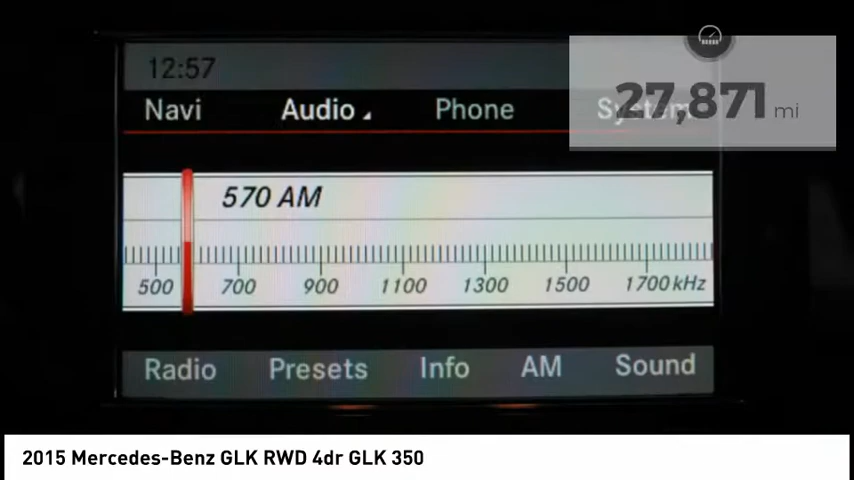 12:57
27,871 mi
Navi Audio Phone System
570 AM
500 700 900 1100 1300 1500 1700 kHz
Radio Presets Info AM Sound
2015 Mercedes-Benz GLK RWD 4dr GLK 350